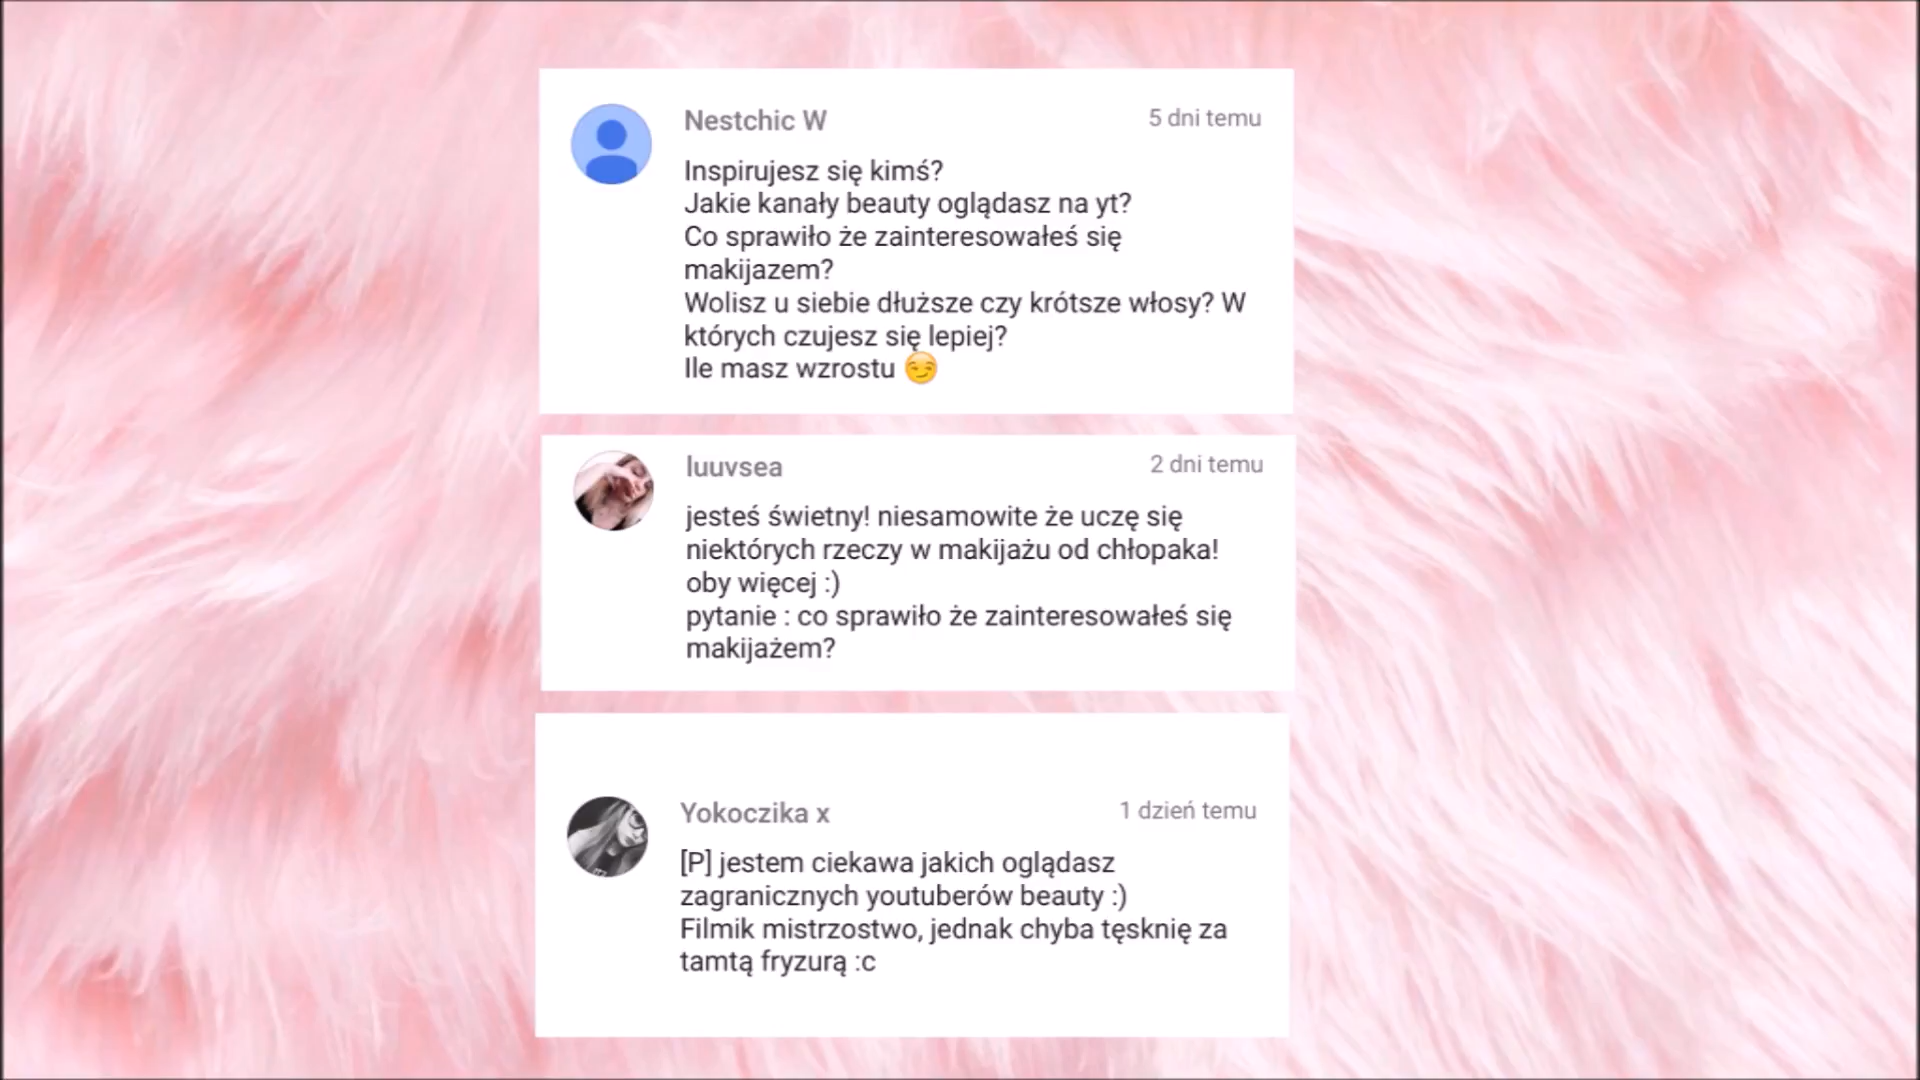 Nestchic W
5 dni temu
Inspirujesz się kimś?
Jakie kanały beauty oglądasz na yt?
Co sprawiło że zainteresowałeś się
makijazem?
Wolisz u siebie dłuższe czy krótsze włosy? W
których czujesz się lepiej?
Ile masz wzrostu 😏
luuvsea
2 dni temu
jesteś świetny! niesamowite że uczę się
niektórych rzeczy w makijażu od chłopaka!
oby więcej :)
pytanie : co sprawiło że zainteresowałeś się
makijażem?
Yokoczika x
1 dzień temu
[P] jestem ciekawa jakich oglądasz
zagranicznych youtuberów beauty :)
Filmik mistrzostwo, jednak chyba tęsknię za
tamtą fryzurą :c